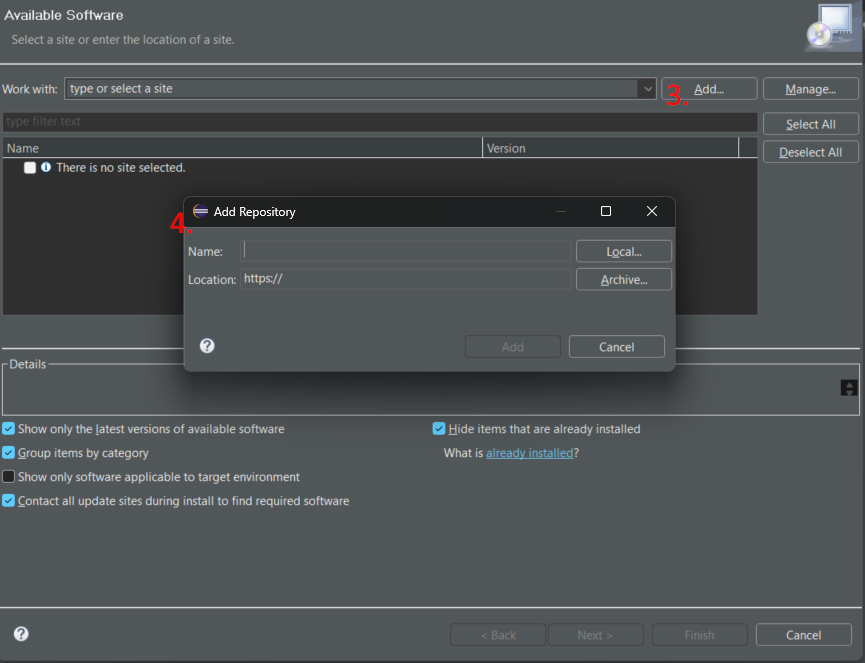 Available Software
Select a site or enter the location of a site.
Work with: type or select a site 3. Add... Manage...
type filter text Select All
Name Version Deselect All
There is no site selected.
4. Add Repository
Name: Local...
Location: https:// Archive...
Add Cancel
Details
Show only the latest versions of available software Hide items that are already installed
Group items by category What is already installed?
Show only software applicable to target environment
Contact all update sites during install to find required software
< Back Next > Finish Cancel